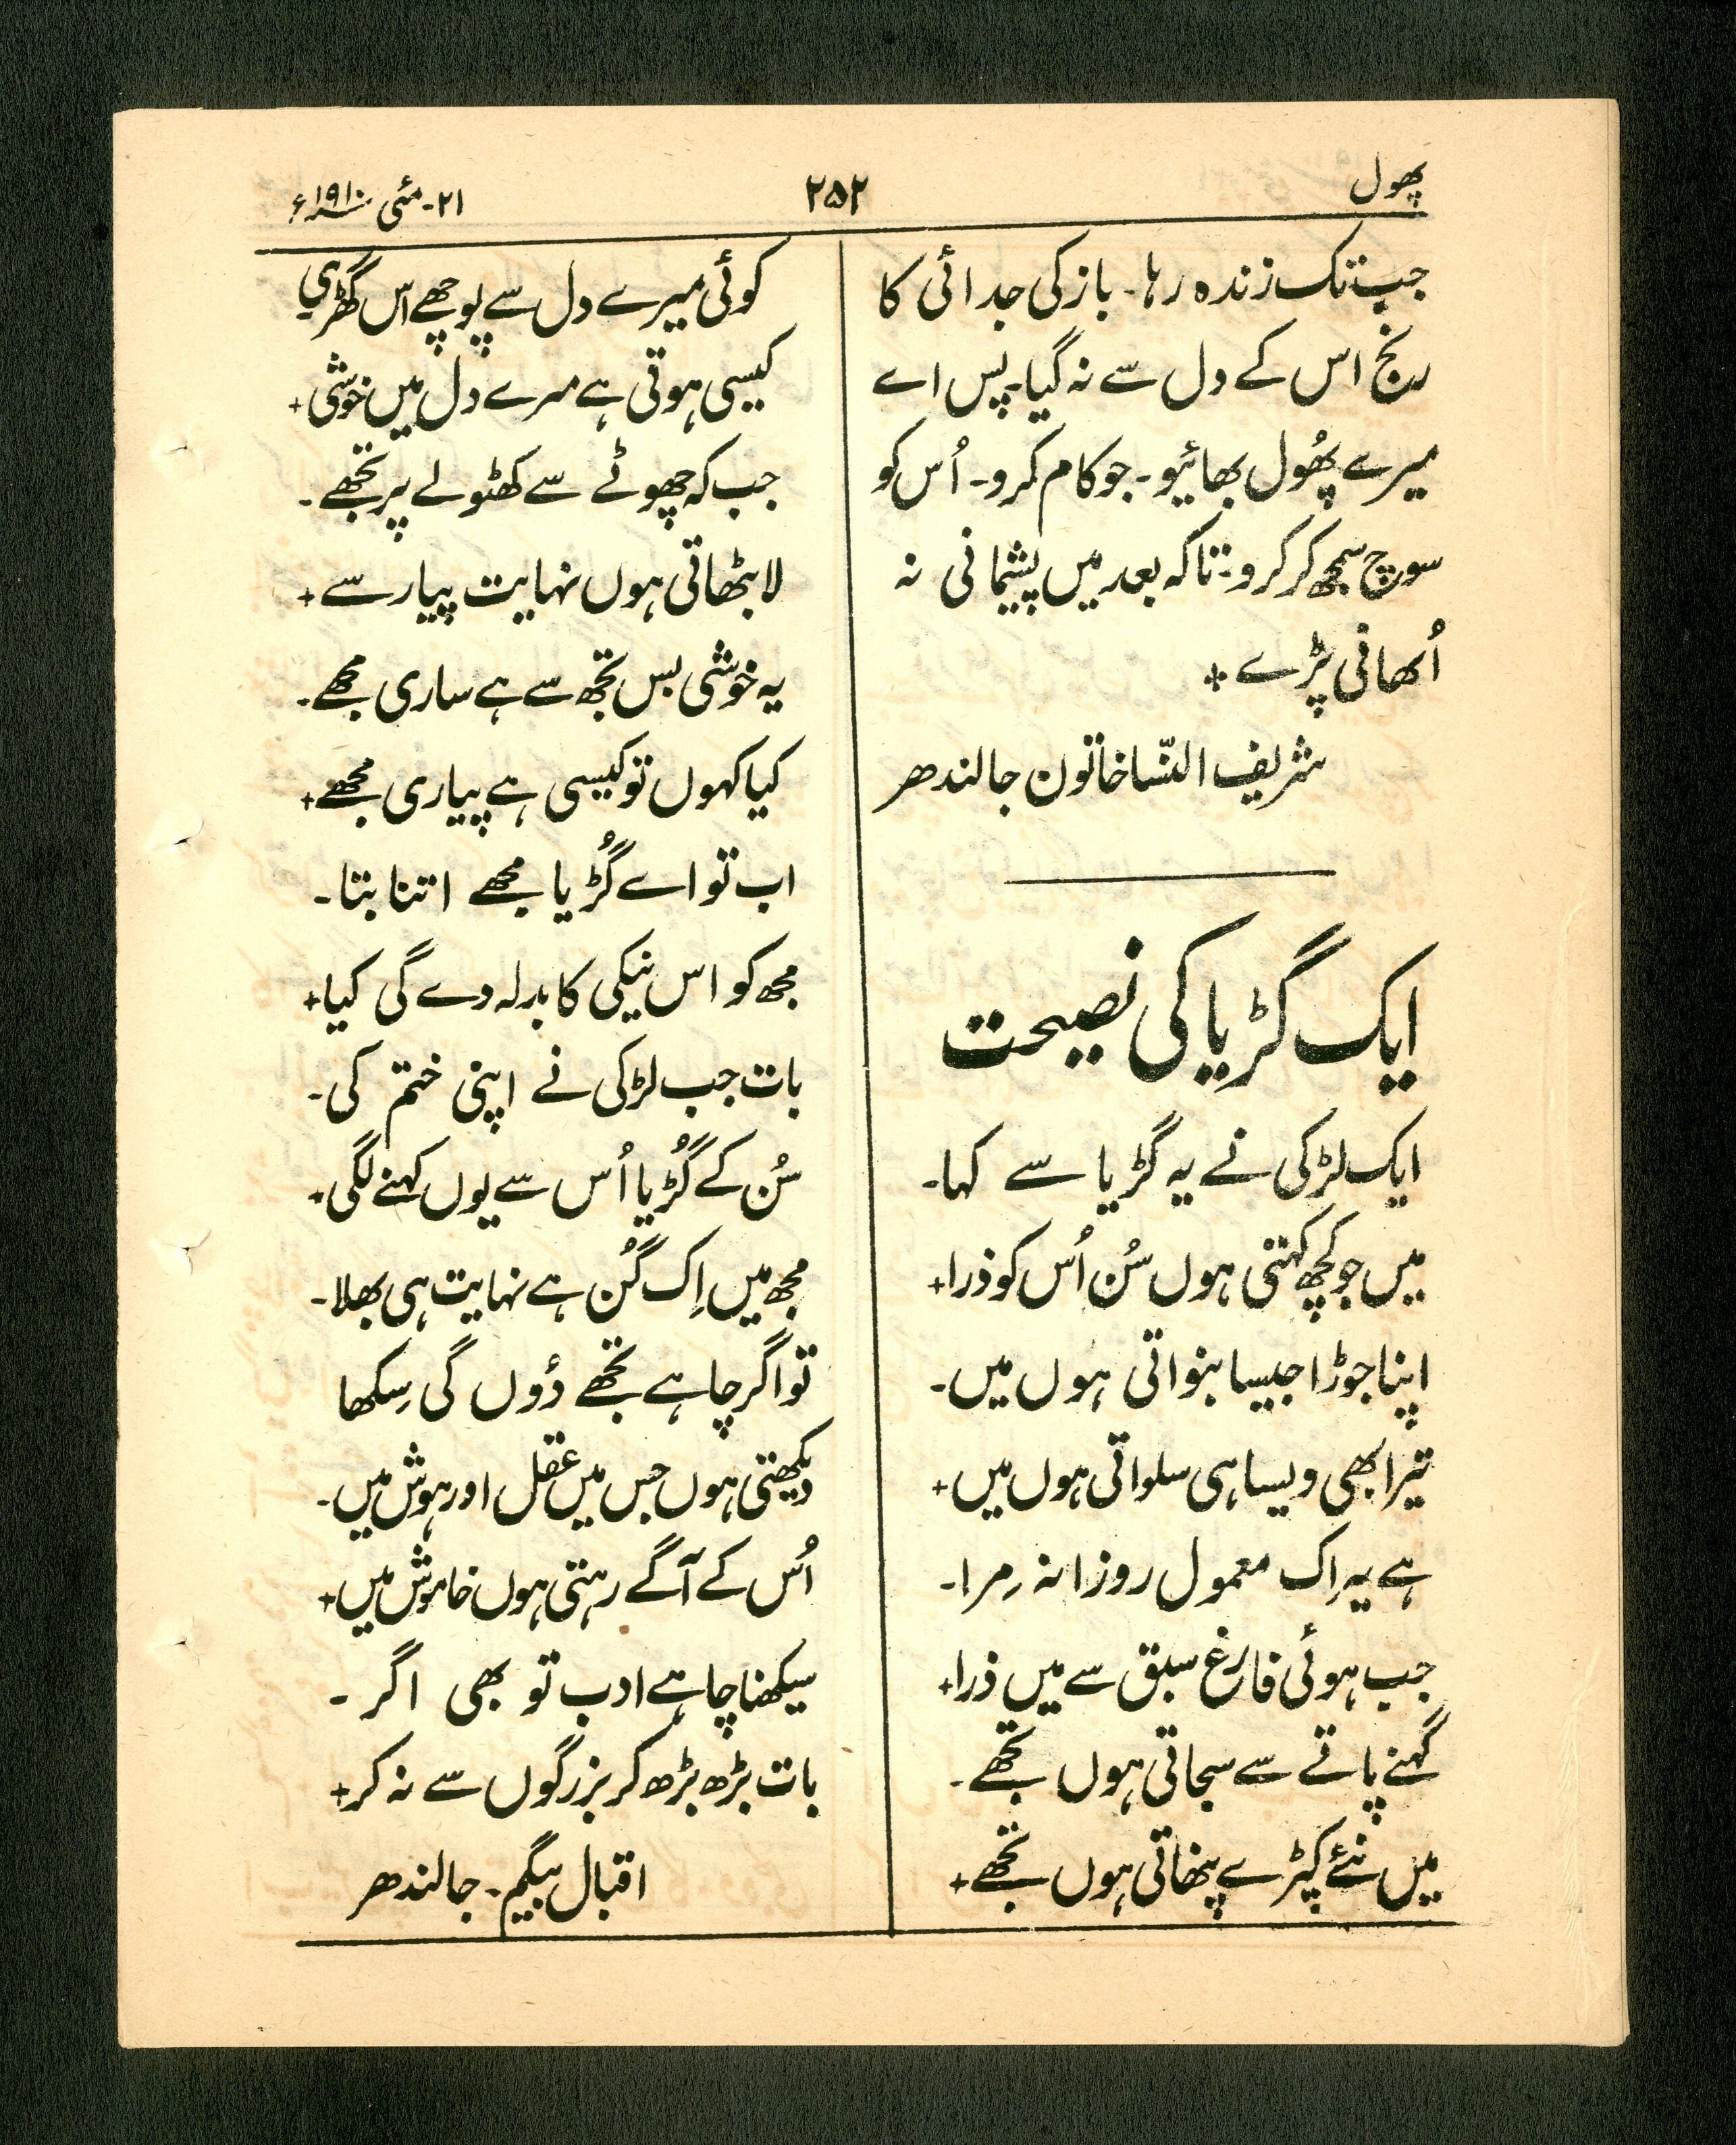 پھول
۲۵۲
۲۱-مئی سنہ ۱۹۱۰ء
جب تک زندہ رہا۔ باز کی جدائی کا
رنج اس کے دل سے نہ گیا۔ پس اے
میرے پھُول بھائیو۔ جو کام کرو۔ اُس کو
سوچ سمجھ کر کرو۔ تاکہ بعد میں پشیمانی نہ
اُٹھانی پڑے +
شریف النّسا خاتون جالندھر
ایک گڑیا کی نصیحت
ایک لڑکی نے یہ گڑیا سے کہا۔
میں جو کچھ کہتی ہوں سُن اُس کو ذرا+
اپنا جوڑا جیسا بنواتی ہوں میں۔
تیرا بھی ویسا ہی سلواتی ہوں میں+
ہے یہ اِک معمول روزانہ مِرا۔
جب ہوئی فارغ سبق سے میں ذرا+
گہنے پاتے سے سجاتی ہوں تجھے۔
میں نئے کپڑے پنھاتی ہوں تجھے+
کوئی میرے دل سے پوچھے اس گھڑی
کیسی ہوتی ہے مرے دل میں خوشی+
جب کہ چھوٹے سے کھٹولے پر تجھے۔
لا بٹھاتی ہوں نہایت پیار سے+
یہ خوشی بس تجھ سے ہے ساری مجھے۔
کیا کہوں تو کیسی ہے پیاری مجھے+
اب تو اے گُڑیا مجھے اتنا بتا۔
مجھ کو اس نیکی کا بدلہ دے گی کیا+
بات جب لڑکی نے اپنی ختم کی۔
سُن کے گُڑیا اُس سے یوں کہنے لگی+
مجھ میں اِک گُن ہے نہایت ہی بھلا۔
تو اگر چاہے تجھے دُوں گی سِکھا
دیکھتی ہوں جس میں عقل اور ہوش میں۔
اُس کے آگے رہتی ہوں خاموش میں+
سیکھنا چاہے ادب تو بھی اگر۔
بات بڑھ بڑھ کر بزرگوں سے نہ کر+
اقبال بیگم۔ جالندھر